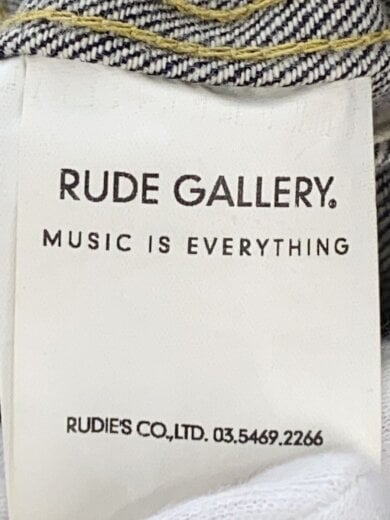 RUDE GALLERY®
MUSIC IS EVERYTHING
RUDIE'S CO.,LTD. 03.5469.2266